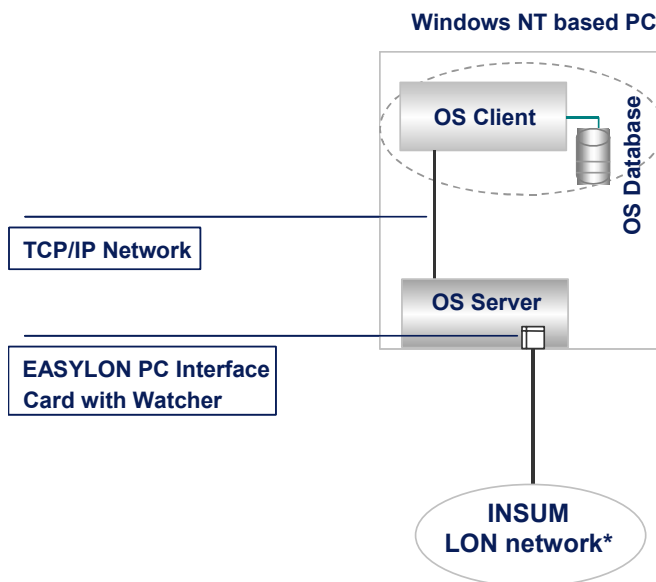 Windows NT based PC
OS Client
OS Database
TCP/IP Network
OS Server
EASYLON PC Interface
Card with Watcher
INSUM
LON network*